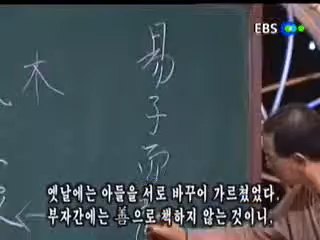 EBS
木
易子而
옛날에는 아들을 서로 바꾸어 가르쳤었다.
부자간에는 善으로 책하지 않는 것이니,